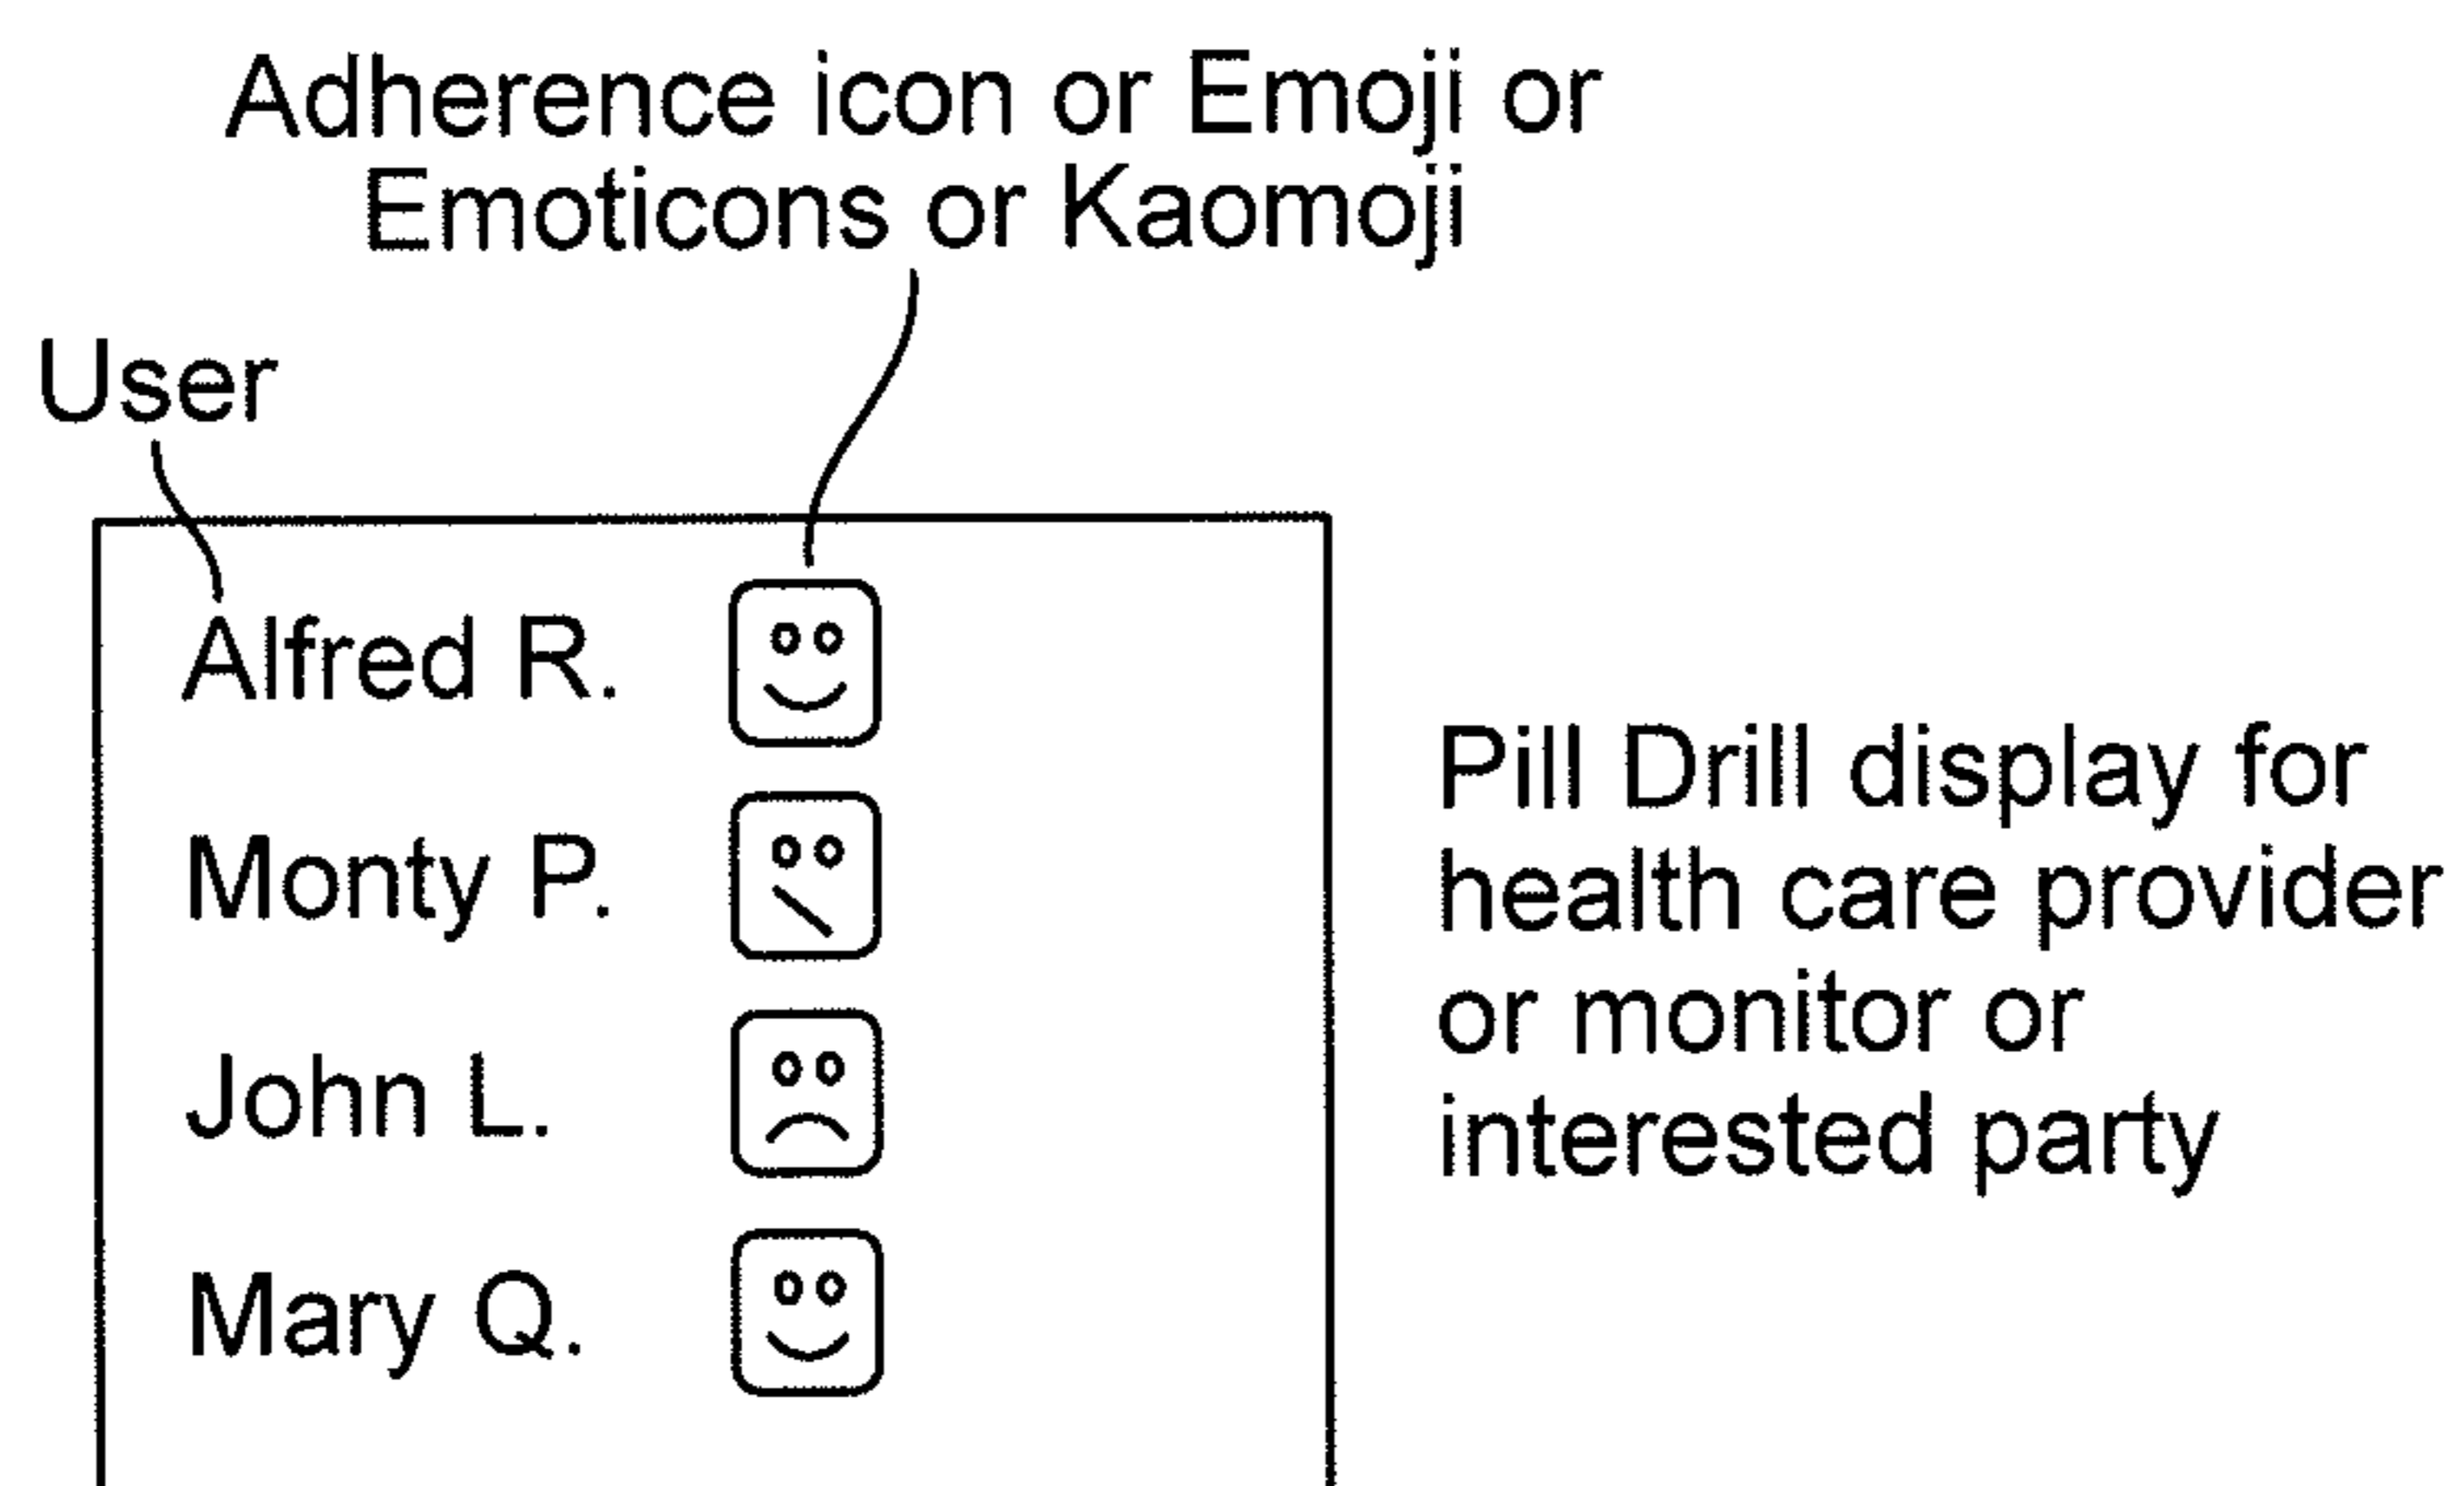 Adherence icon or Emoji or
Emoticons or Kaomoji
User
Alfred R.
Monty P.
John L.
Mary Q.
Pill Drill display for
health care provider
or monitor or
interested party